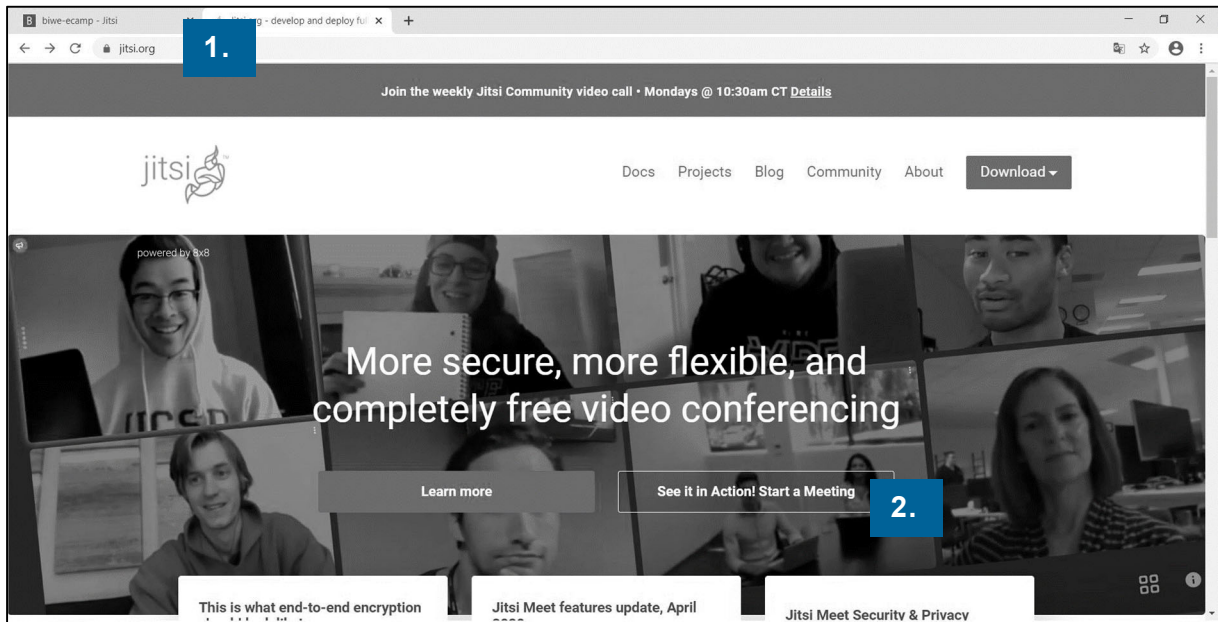 biwe-ecamp - Jitsi
g - develop and deploy ful
jitsi.org
1.
Join the weekly Jitsi Community video call • Mondays @ 10:30am CT Details
jitsi
Docs Projects Blog Community About Download
powered by 8x8
More secure, more flexible, and
completely free video conferencing
Learn more
See it in Action! Start a Meeting
2.
This is what end-to-end encryption
Jitsi Meet features update, April
Jitsi Meet Security & Privacy